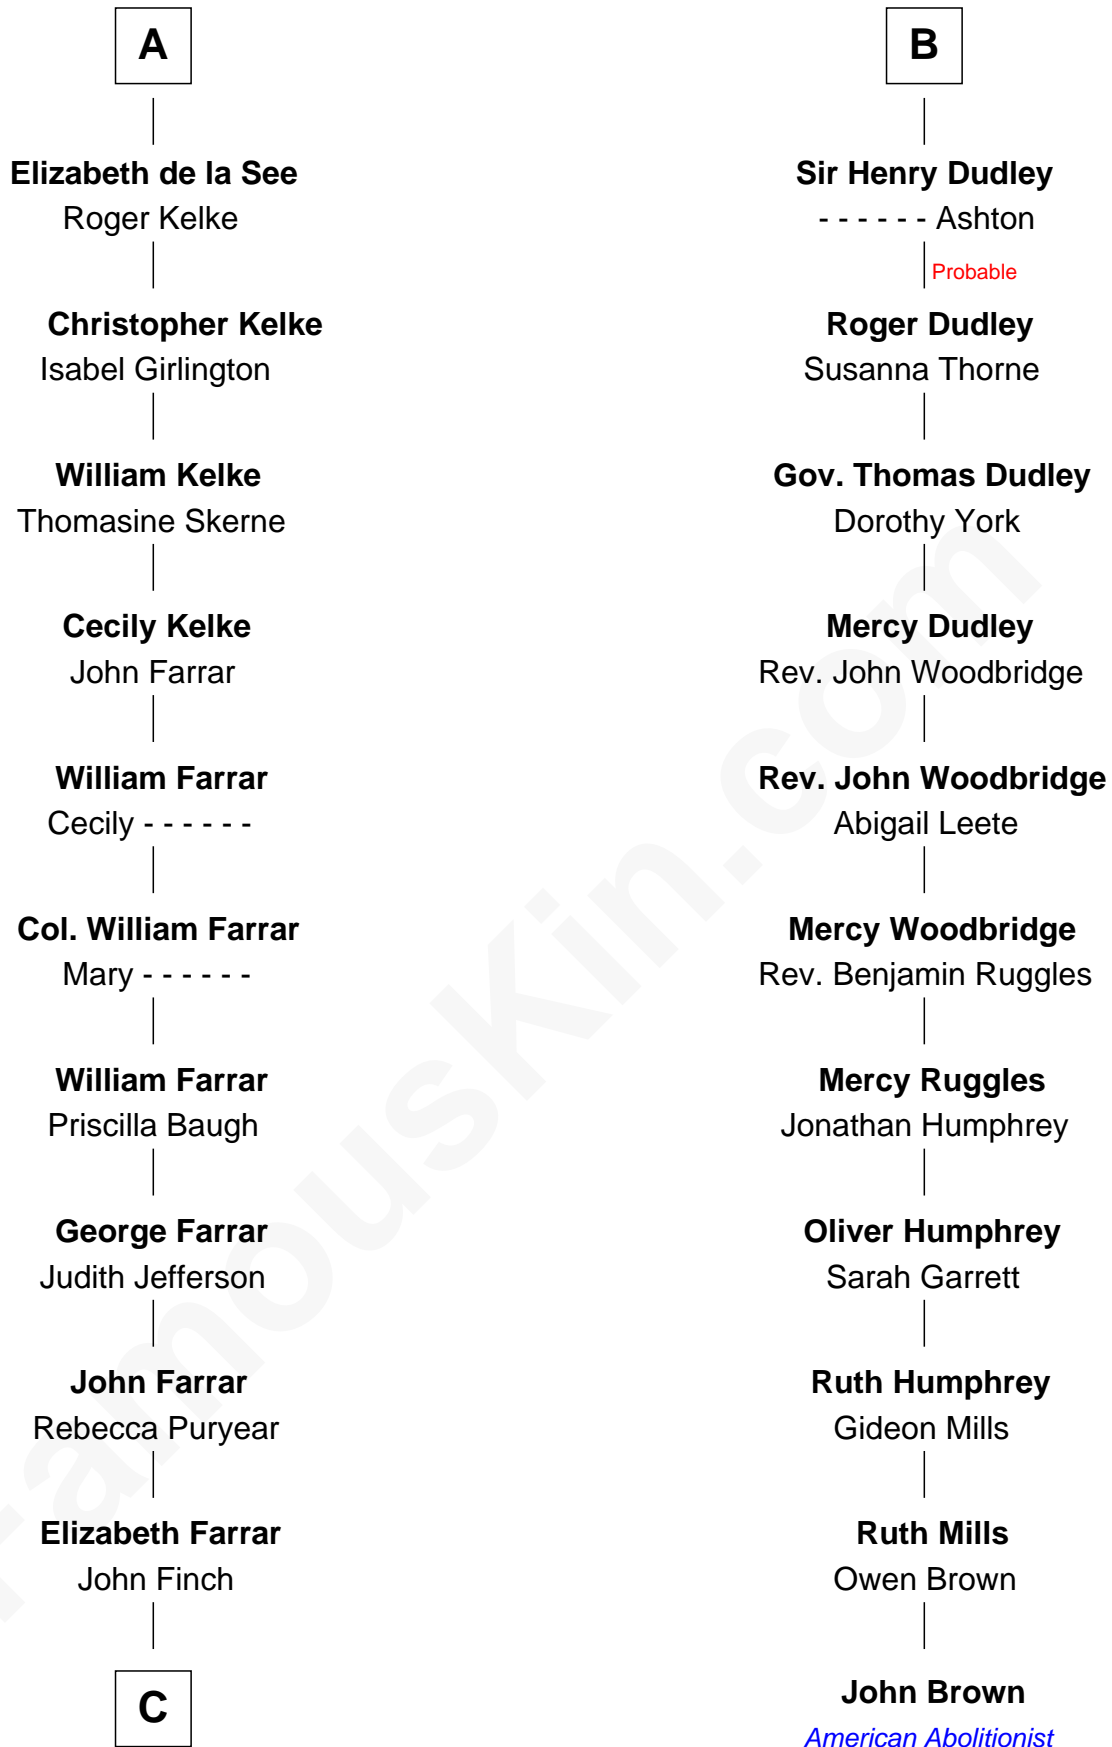 A
Elizabeth de la See
Roger Kelke
Christopher Kelke
Isabel Girlington
William Kelke
Thomasine Skerne
Cecily Kelke
John Farrar
William Farrar
Cecily - - - - - -
Col. William Farrar
Mary - - - - - -
William Farrar
Priscilla Baugh
George Farrar
Judith Jefferson
John Farrar
Rebecca Puryear
Elizabeth Farrar
John Finch
C
B
Sir Henry Dudley
- - - - - - Ashton
Probable
Roger Dudley
Susanna Thorne
Gov. Thomas Dudley
Dorothy York
Mercy Dudley
Rev. John Woodbridge
Rev. John Woodbridge
Abigail Leete
Mercy Woodbridge
Rev. Benjamin Ruggles
Mercy Ruggles
Jonathan Humphrey
Oliver Humphrey
Sarah Garrett
Ruth Humphrey
Gideon Mills
Ruth Mills
Owen Brown
John Brown
American Abolitionist
FamousKin.com